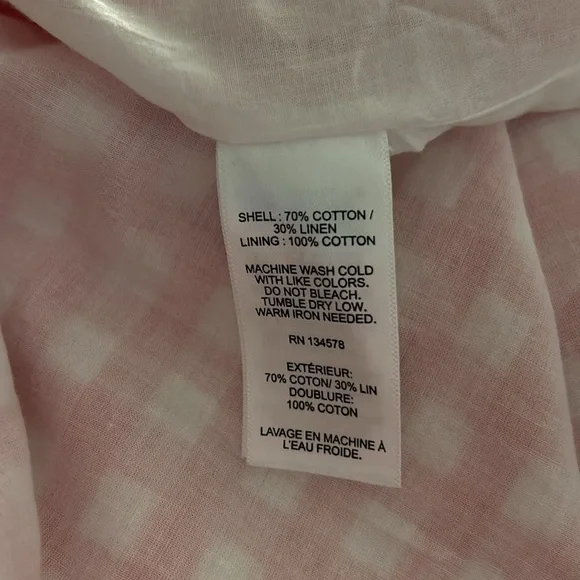 SHELL : 70% COTTON /
30% LINEN
LINING : 100% COTTON
MACHINE WASH COLD
WITH LIKE COLORS.
DO NOT BLEACH.
TUMBLE DRY LOW.
WARM IRON NEEDED.
RN 134578
EXTÉRIEUR:
70% COTON/ 30% LIN
DOUBLURE:
100% COTON
LAVAGE EN MACHINE À
L'EAU FROIDE.